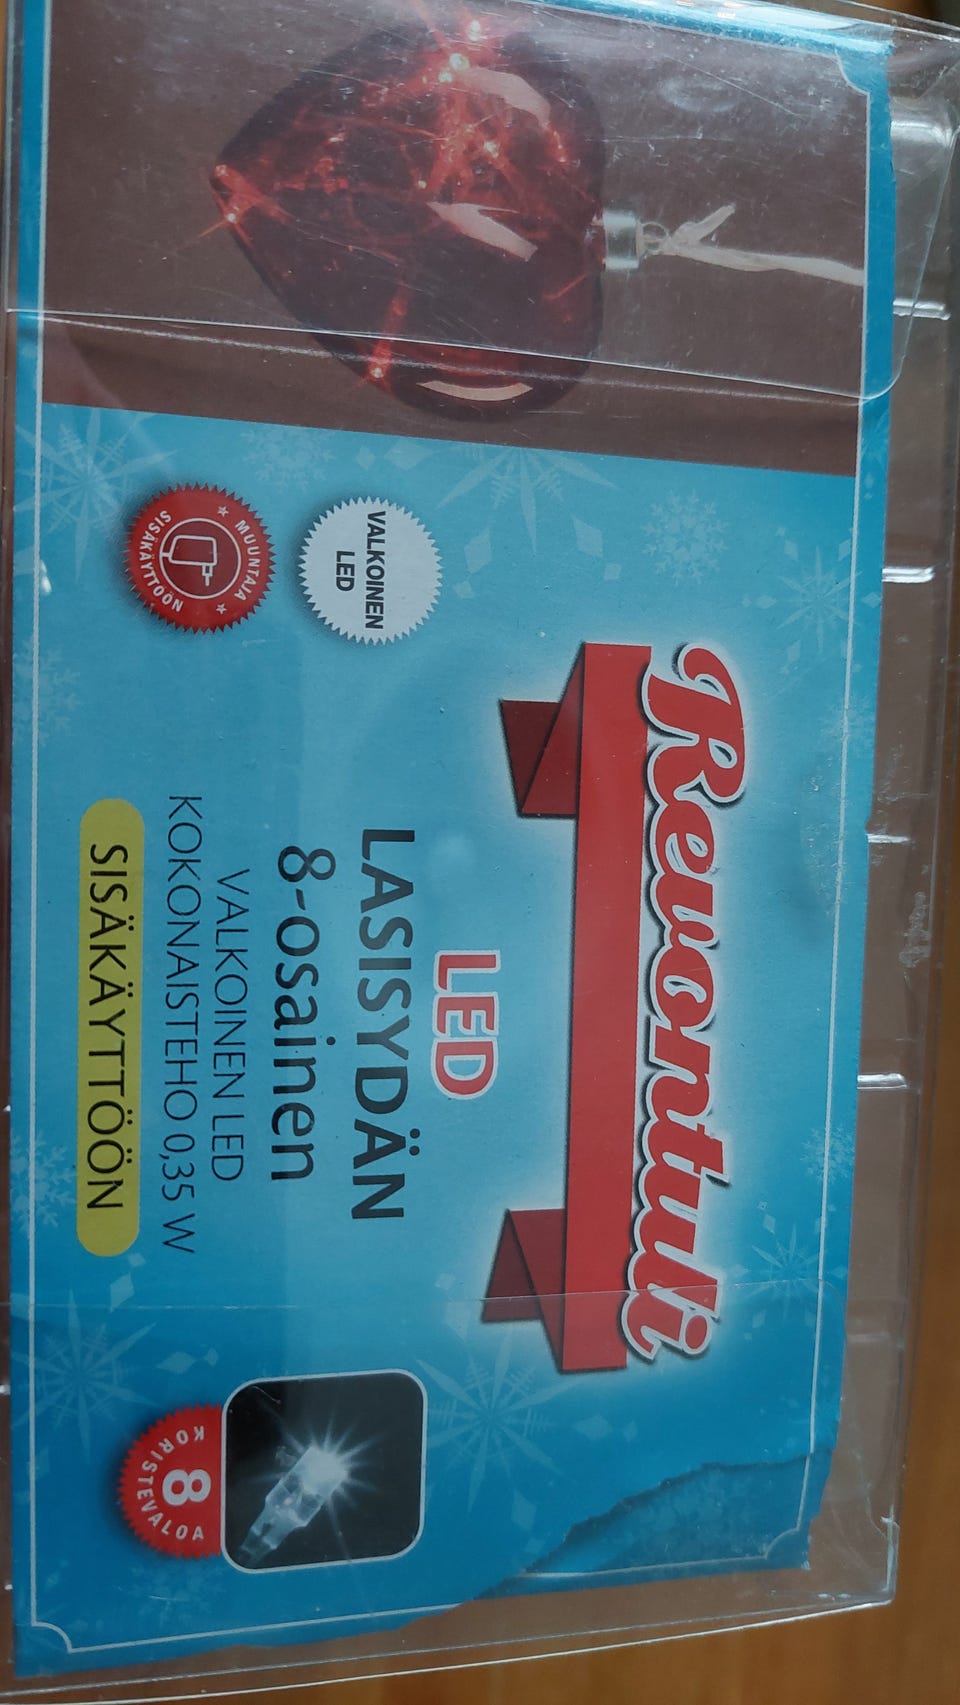 Revontuli
LED
LASISYDÄN
8-osainen
VALKOINEN LED
KOKONAISTEHO 0,35 W
SISÄKÄYTTÖÖN
VALKOINEN
LED
MUUNTAJA
SISÄKÄYTTÖÖN
8
KORISTEVALOA